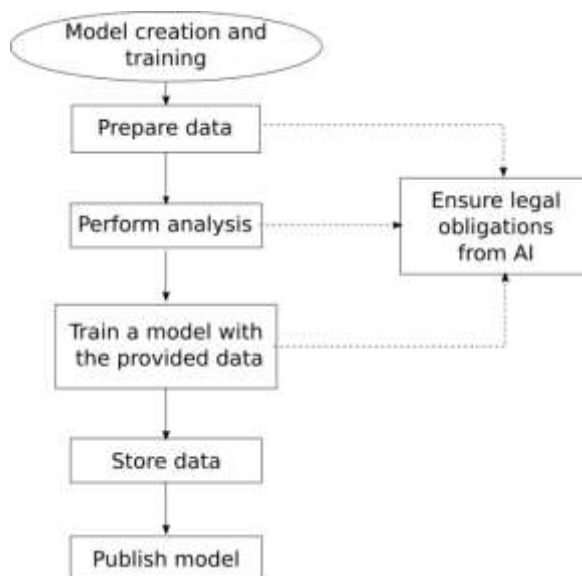 Model creation and
training
Prepare data
Perform analysis
Ensure legal
obligations
from AI
Train a model with
the provided data
Store data
Publish model